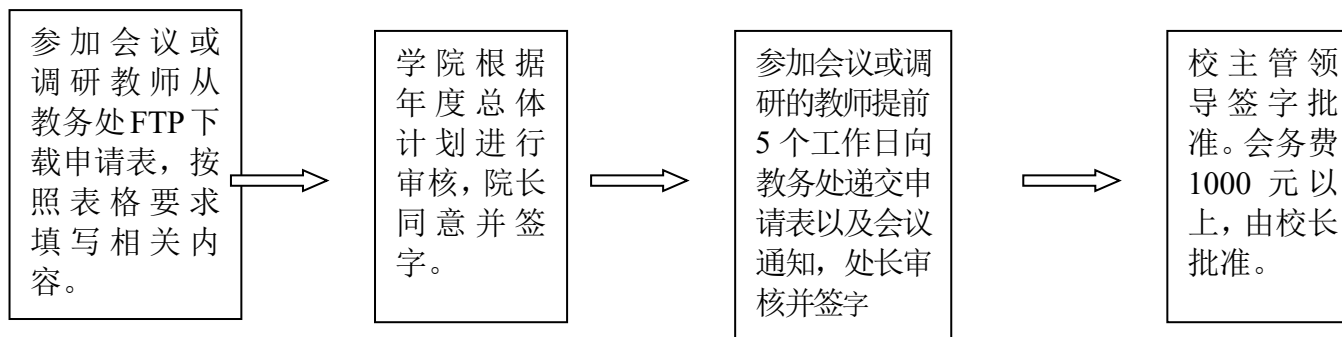 参加会议或
调研教师从
教务处FTP下
载申请表，按
照表格要求
填写相关内
容。
学院根据
年度总体
计划进行
审核，院长
同意并签
字。
参加会议或调
研的教师提前
5个工作日向
教务处递交申
请表以及会议
通知，处长审
核并签字
校主管领
导签字批
准。会务费
1000 元以
上，由校长
批准。